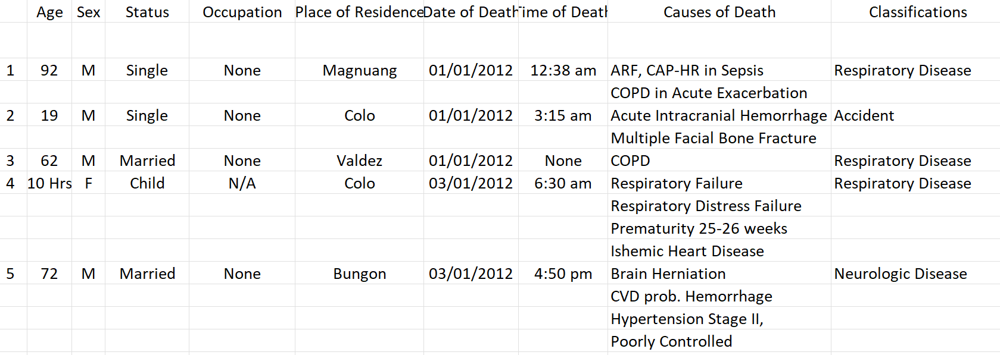 Age Sex Status Occupation Place of Residence Date of Death Time of Death Causes of Death Classifications
1 92 M Single None Magnuang 01/01/2012 12:38 am ARF, CAP-HR in Sepsis Respiratory Disease
COPD in Acute Exacerbation
2 19 M Single None Colo 01/01/2012 3:15 am Acute Intracranial Hemorrhage Accident
Multiple Facial Bone Fracture
3 62 M Married None Valdez 01/01/2012 None COPD Respiratory Disease
4 10 Hrs F Child N/A Colo 03/01/2012 6:30 am Respiratory Failure Respiratory Disease
Respiratory Distress Failure
Prematurity 25-26 weeks
Ishemic Heart Disease
5 72 M Married None Bungon 03/01/2012 4:50 pm Brain Herniation Neurologic Disease
CVD prob. Hemorrhage
Hypertension Stage II,
Poorly Controlled